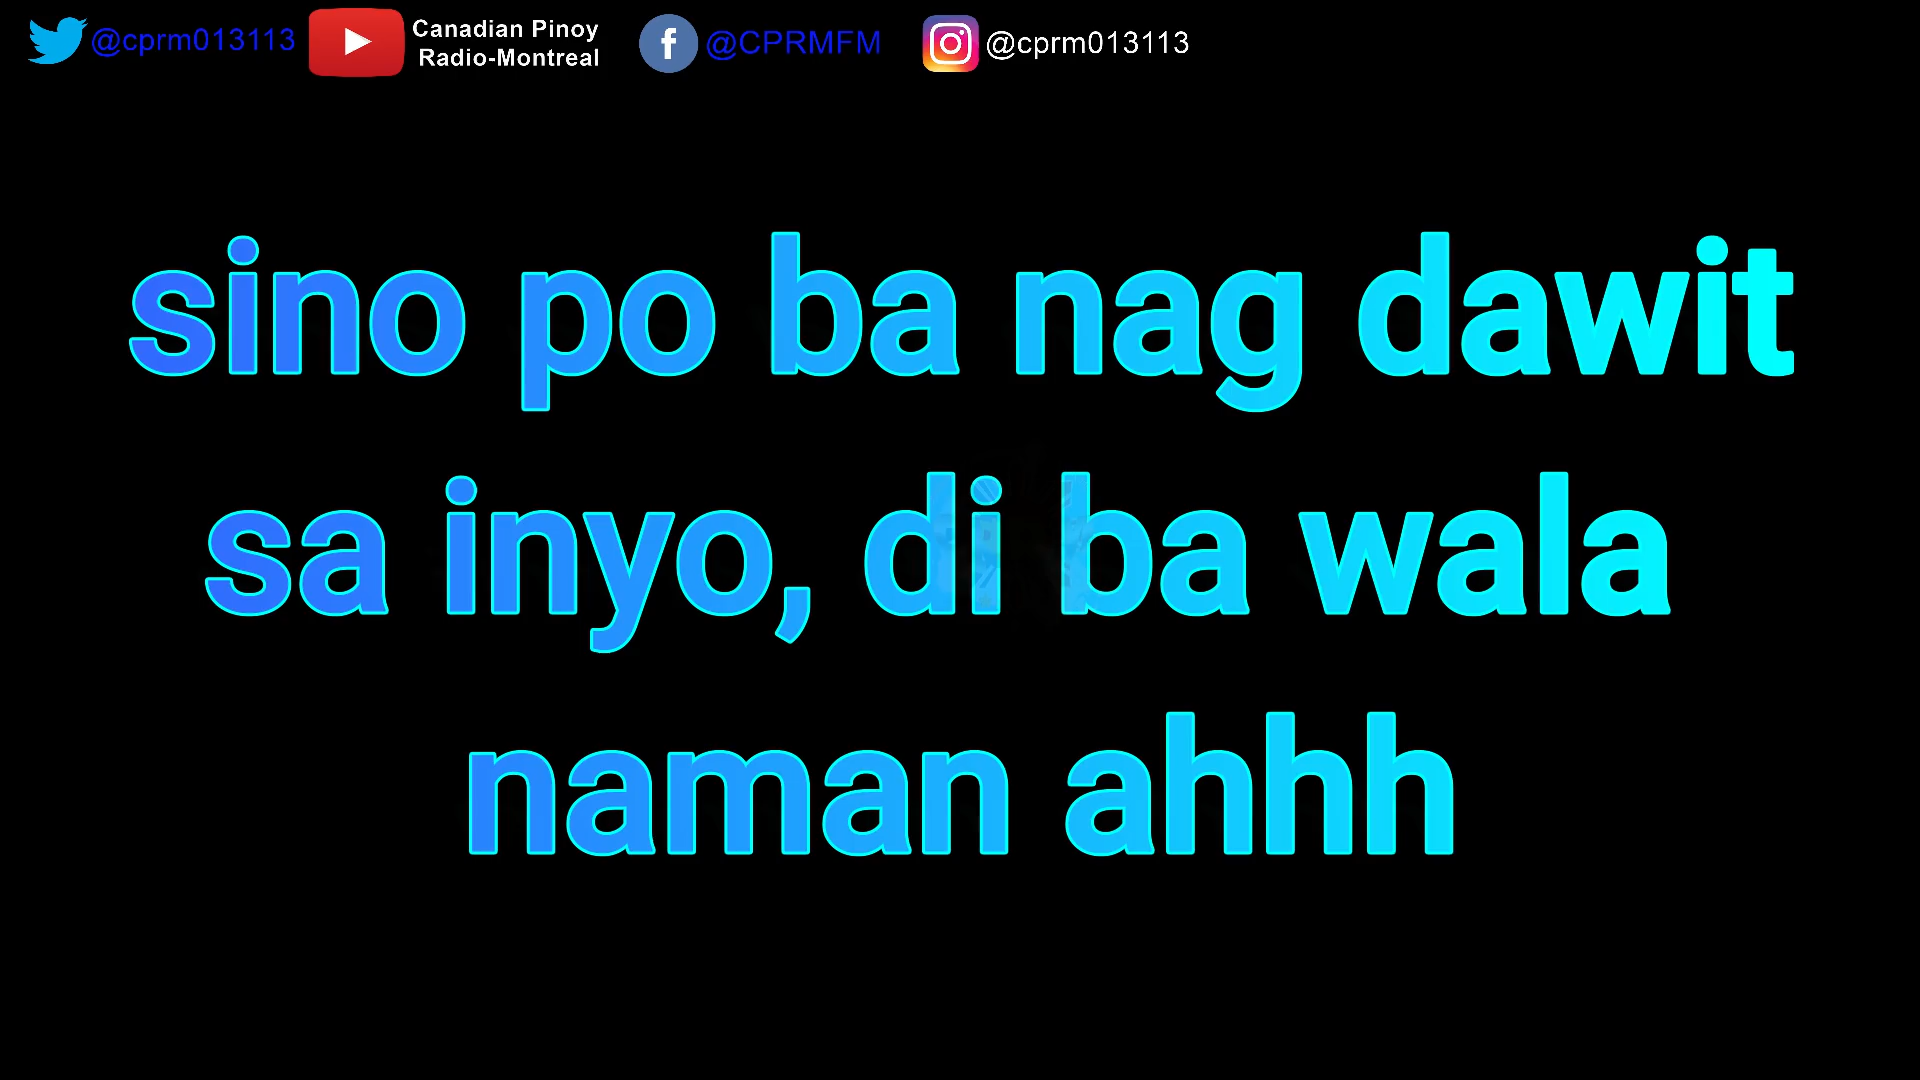 @cprm013113
Canadian Pinoy
Radio-Montreal
@CPRMFM
@cprm013113
sino po ba nag dawit
sa inyo, di ba wala
naman ahhh